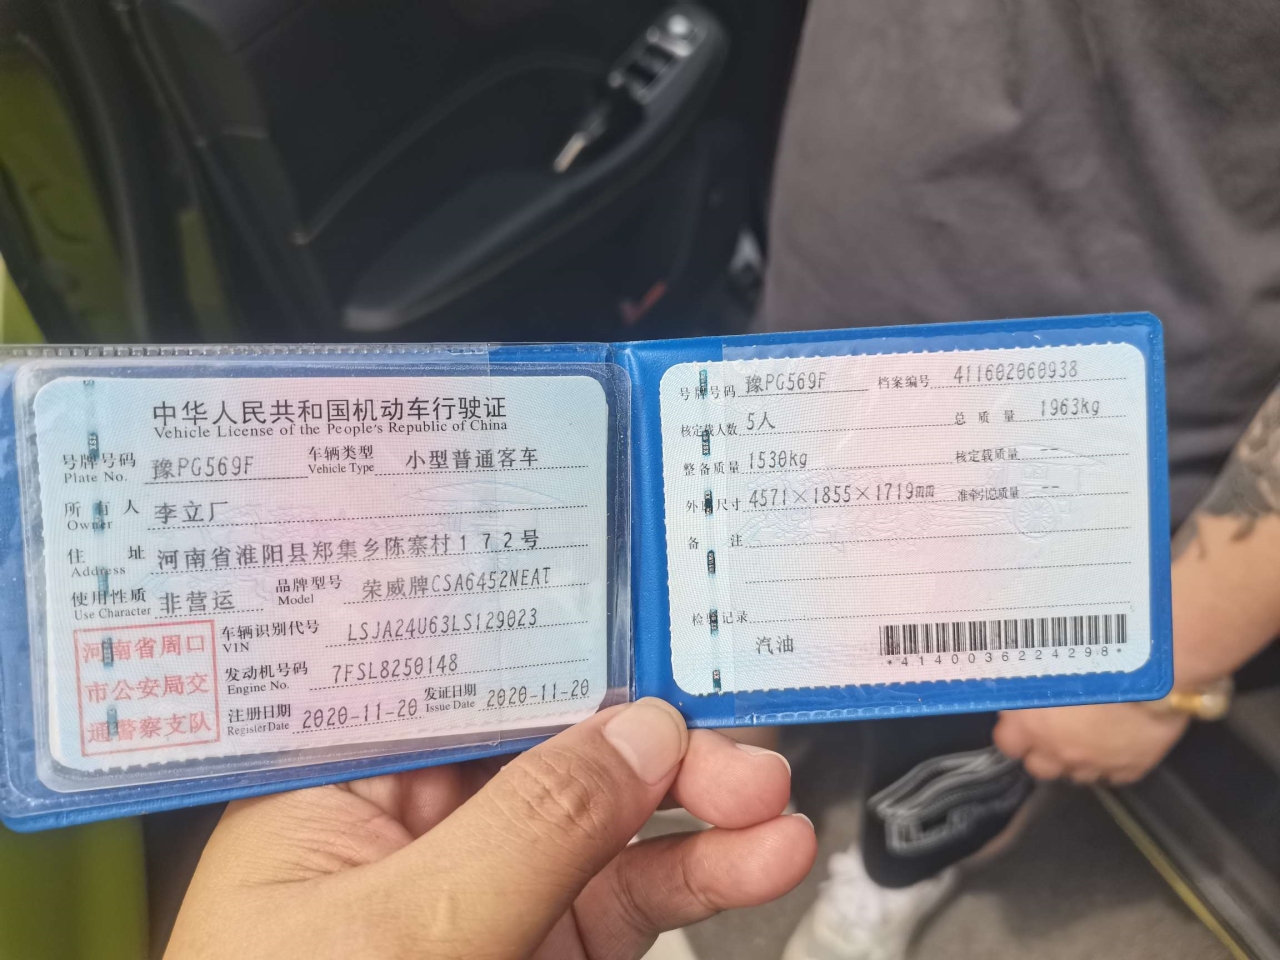 中华人民共和国机动车行驶证
Vehicle License of the People's Republic of China
号牌号码 Plate No. 豫PG569F 车辆类型 Vehicle Type 小型普通客车
所有人 Owner 李立厂
住址 Address 河南省淮阳县郑集乡陈寨村172号
使用性质 Use Character 非营运 品牌型号 Model 荣威牌CSA6452NEAT
河南省周口
市公安局交
通警察支队
车辆识别代号 VIN LSJA24U63LS129023
发动机号码 Engine No. 7FSL8250148
注册日期 Register Date 2020-11-20 发证日期 Issue Date 2020-11-20
号牌号码 豫PG569F 档案编号 411602060938
核定载人数 5人 总质量 1963kg
整备质量 1530kg 核定载质量 --
外廓尺寸 4571×1855×1719mm 准牵引总质量 --
备注
检验记录
汽油
*4140036224298*